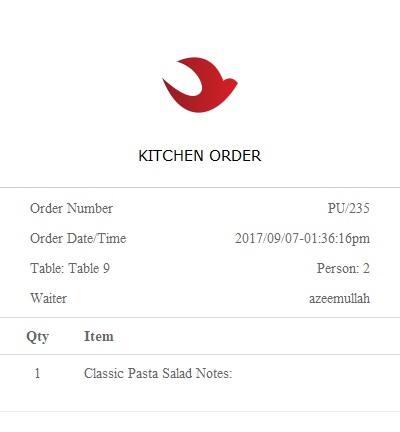 KITCHEN ORDER
Order Number PU/235
Order Date/Time 2017/09/07-01:36:16pm
Table: Table 9 Person: 2
Waiter azeemullah
Qty Item
1 Classic Pasta Salad Notes: